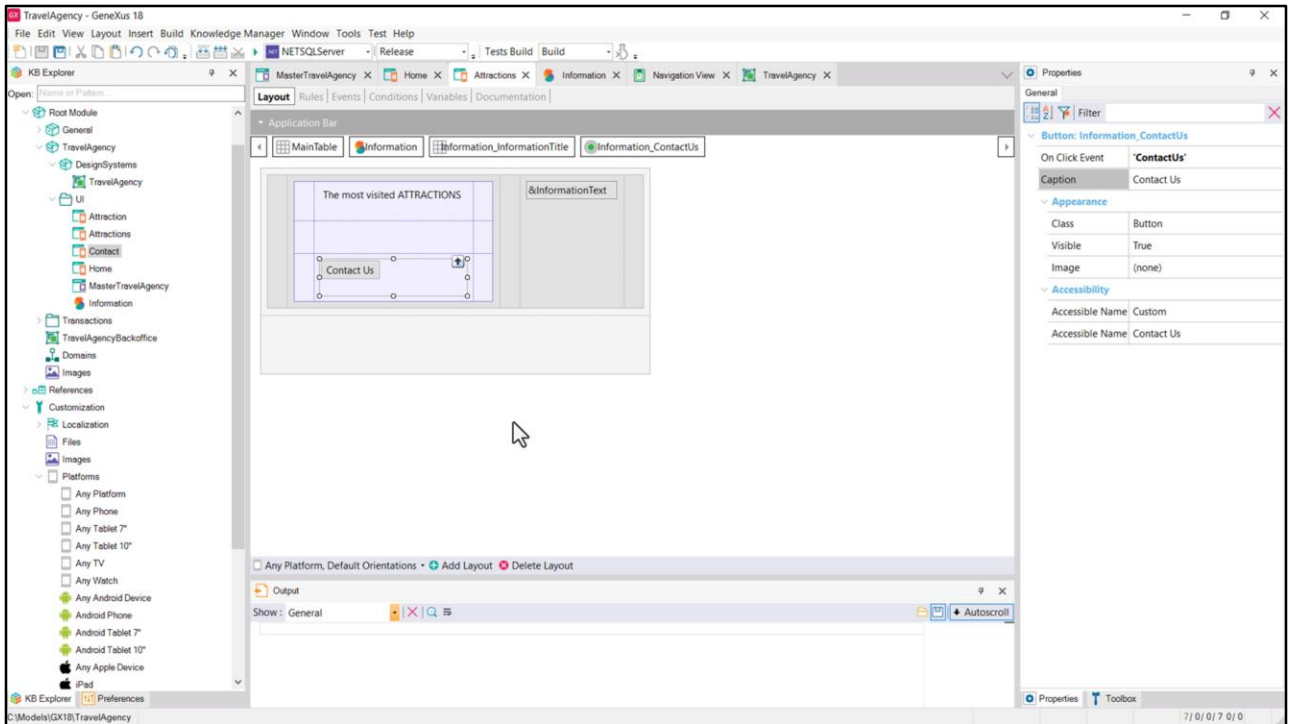 TravelAgency - GeneXus 18
File Edit View Layout Insert Build Knowledge Manager Window Tools Test Help
NETSQLServer Release Tests Build Build
KB Explorer
Open: Name or Pattern...
Root Module
General
TravelAgency
DesignSystems
TravelAgency
UI
Attraction
Attractions
Contact
Home
MasterTravelAgency
Information
Transactions
TravelAgencyBackoffice
Domains
Images
References
Customization
Localization
Files
Images
Platforms
Any Platform
Any Phone
Any Tablet 7"
Any Tablet 10"
Any TV
Any Watch
Any Android Device
Android Phone
Android Tablet 7"
Android Tablet 10"
Any Apple Device
iPad
KB Explorer Preferences
C:\Models\GX18\TravelAgency
MasterTravelAgency X Home X Attractions X Information X Navigation View X TravelAgency X
Layout Rules Events Conditions Variables Documentation
Application Bar
MainTable Information Information_InformationTitle Information_ContactUs
The most visited ATTRACTIONS
&InformationText
Contact Us
Any Platform, Default Orientations Add Layout Delete Layout
Output
Show: General
Autoscroll
Properties
General
Filter
Button: Information_ContactUs
On Click Event 'ContactUs'
Caption Contact Us
Appearance
Class Button
Visible True
Image (none)
Accessibility
Accessible Name Custom
Accessible Name Contact Us
Properties Toolbox
7/ 0/ 0/ 7 0/ 0